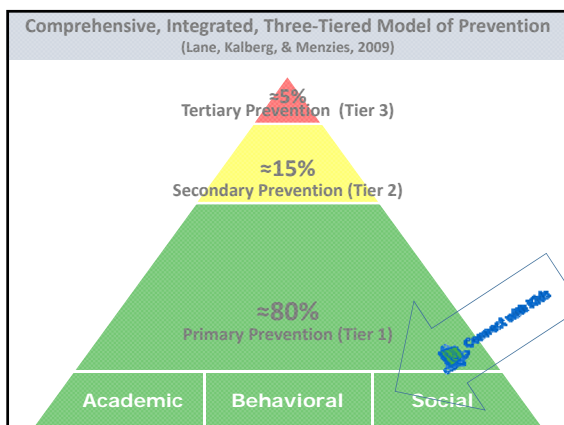 Comprehensive, Integrated, Three-Tiered Model of Prevention
(Lane, Kalberg, & Menzies, 2009)
≈5%
Tertiary Prevention (Tier 3)
≈15%
Secondary Prevention (Tier 2)
≈80%
Primary Prevention (Tier 1)
Connect with Kids
Academic
Behavioral
Social